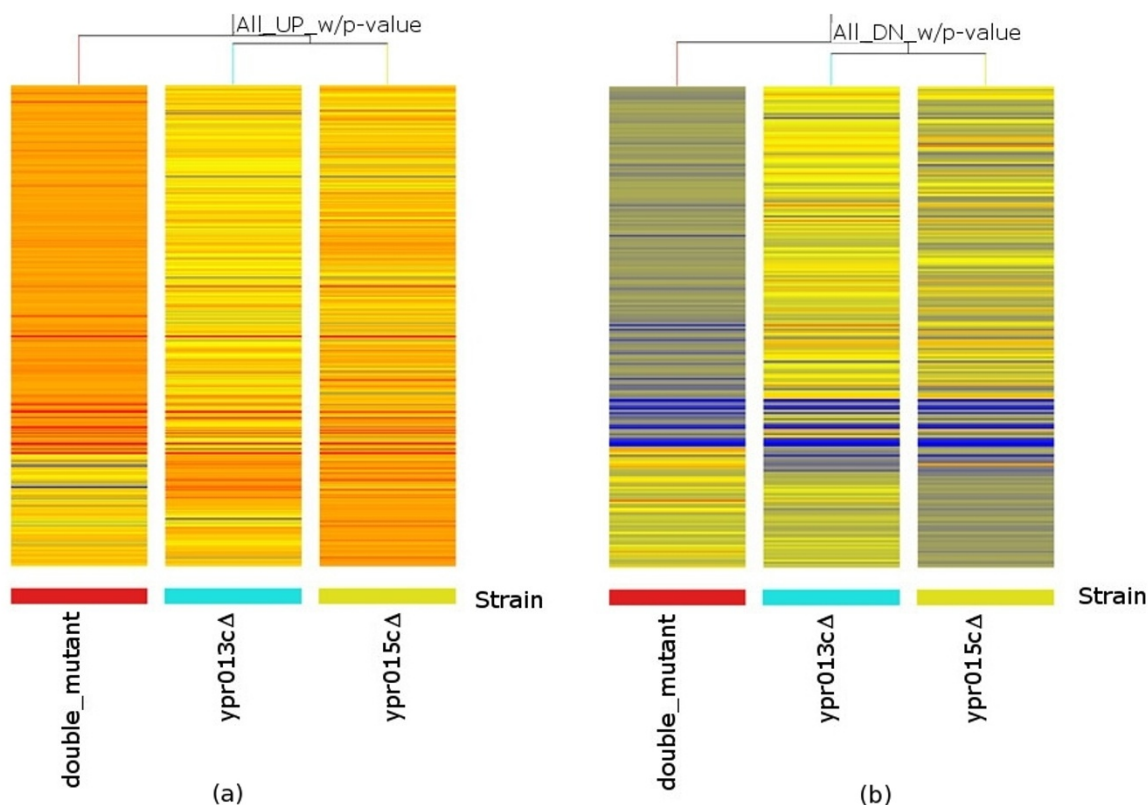 All_UP_w/p-value
All_DN_w/p-value
Strain
Strain
double_mutant
ypr013cΔ
ypr015cΔ
double_mutant
ypr013cΔ
ypr015cΔ
(a)
(b)